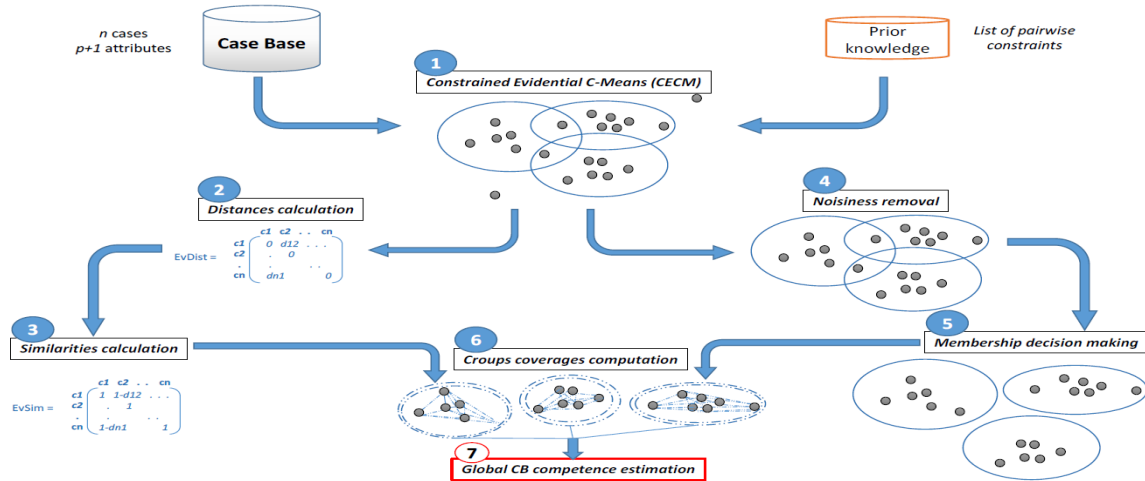 n cases
p+1 attributes
Case Base
Prior
knowledge
List of pairwise
constraints
1
Constrained Evidential C-Means (CECM)
2
Distances calculation
c1 c2 . . cn
c1 0 d12 . . .
EvDist =
c2 . 0
. . . .
cn dn1 0
4
Noisiness removal
3
Similarities calculation
c1 c2 . . cn
c1 1 1-d12 . . .
EvSim =
c2 . 1
. . . .
cn 1-dn1 1
6
Croups coverages computation
5
Membership decision making
7
Global CB competence estimation